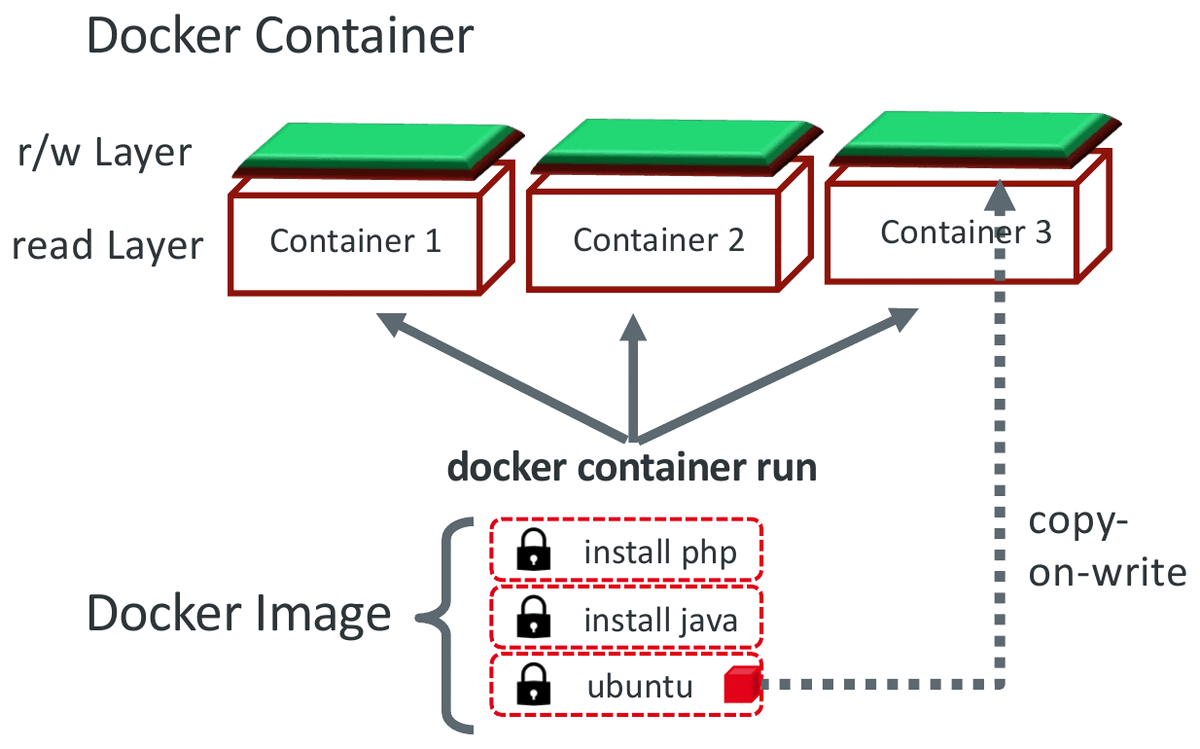 Docker Container
r/w Layer
read Layer
Container 1
Container 2
Container 3
docker container run
copy-
on-write
Docker Image
install php
install java
ubuntu